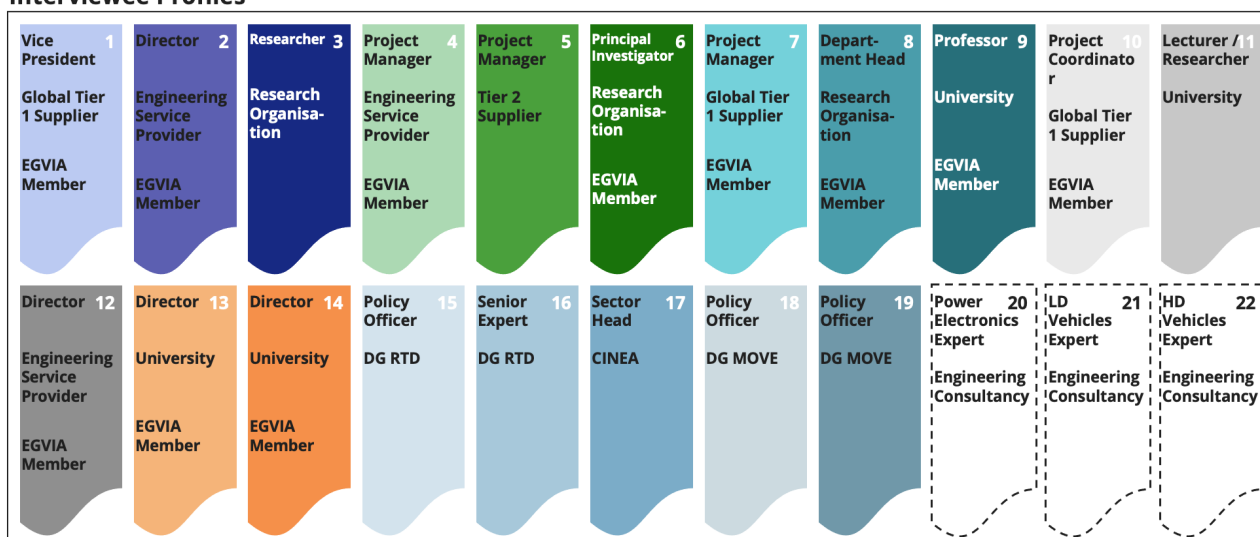 Interviewee Profiles
Vice 1
President
Global Tier
1 Supplier
EGVIA
Member
Director 2
Engineering
Service
Provider
EGVIA
Member
Researcher 3
Research
Organisa-
tion
Project 4
Manager
Engineering
Service
Provider
EGVIA
Member
Project 5
Manager
Tier 2
Supplier
Principal 6
Investigator
Research
Organisa-
tion
EGVIA
Member
Project 7
Manager
Global Tier
1 Supplier
EGVIA
Member
Depart- 8
ment Head
Research
Organisa-
tion
EGVIA
Member
Professor 9
University
EGVIA
Member
Project 10
Coordinato
r
Global Tier
1 Supplier
EGVIA
Member
Lecturer / 11
Researcher
University
Director 12
Engineering
Service
Provider
EGVIA
Member
Director 13
University
EGVIA
Member
Director 14
University
EGVIA
Member
Policy 15
Officer
DG RTD
Senior 16
Expert
DG RTD
Sector 17
Head
CINEA
Policy 18
Officer
DG MOVE
Policy 19
Officer
DG MOVE
Power 20
Electronics
Expert
Engineering
Consultancy
LD 21
Vehicles
Expert
Engineering
Consultancy
HD 22
Vehicles
Expert
Engineering
Consultancy